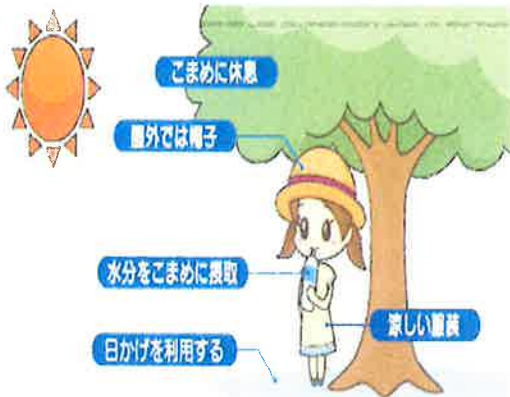 こまめに休息
屋外では帽子
水分をこまめに摂取
涼しい服装
日かげを利用する